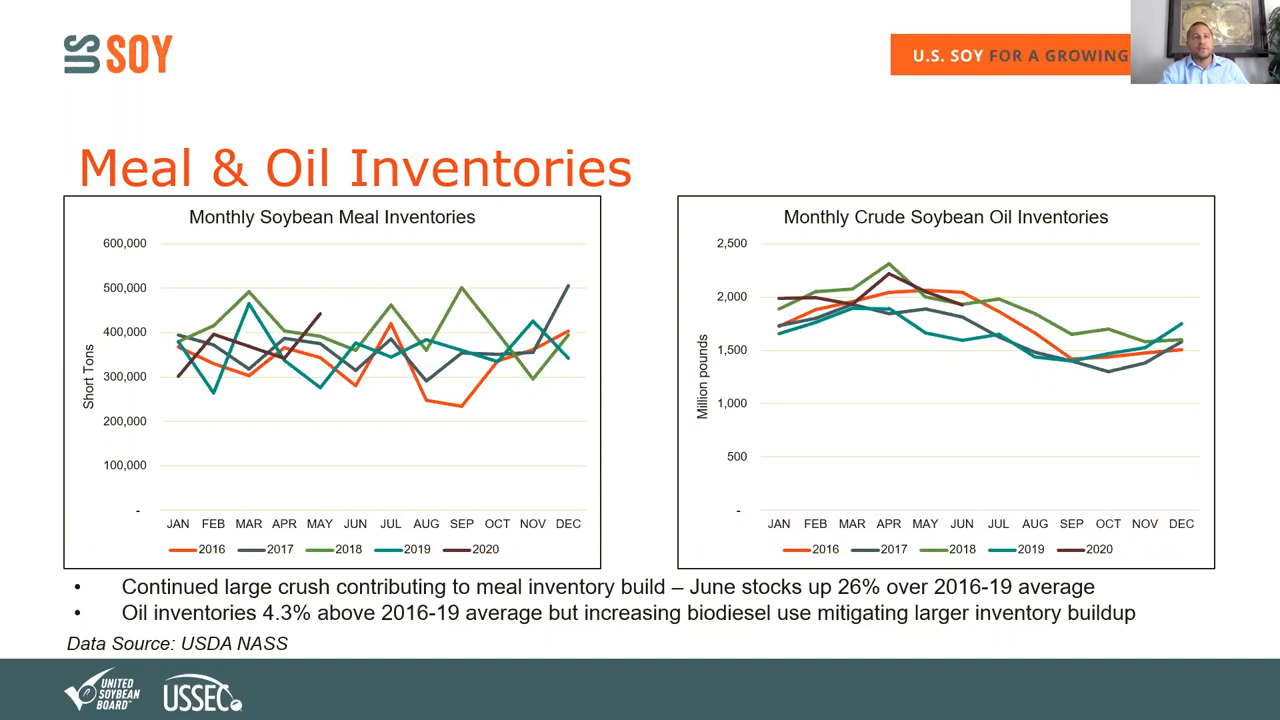 US SOY
U.S. SOY FOR A GROWING
Meal & Oil Inventories
Monthly Soybean Meal Inventories
600,000
500,000
400,000
300,000
200,000
100,000
-
Short Tons
JAN FEB MAR APR MAY JUN JUL AUG SEP OCT NOV DEC
2016 2017 2018 2019 2020
Monthly Crude Soybean Oil Inventories
2,500
2,000
1,500
1,000
500
-
Million pounds
JAN FEB MAR APR MAY JUN JUL AUG SEP OCT NOV DEC
2016 2017 2018 2019 2020
• Continued large crush contributing to meal inventory build – June stocks up 26% over 2016-19 average
• Oil inventories 4.3% above 2016-19 average but increasing biodiesel use mitigating larger inventory buildup
Data Source: USDA NASS
UNITED
SOYBEAN
BOARD™
USSEC